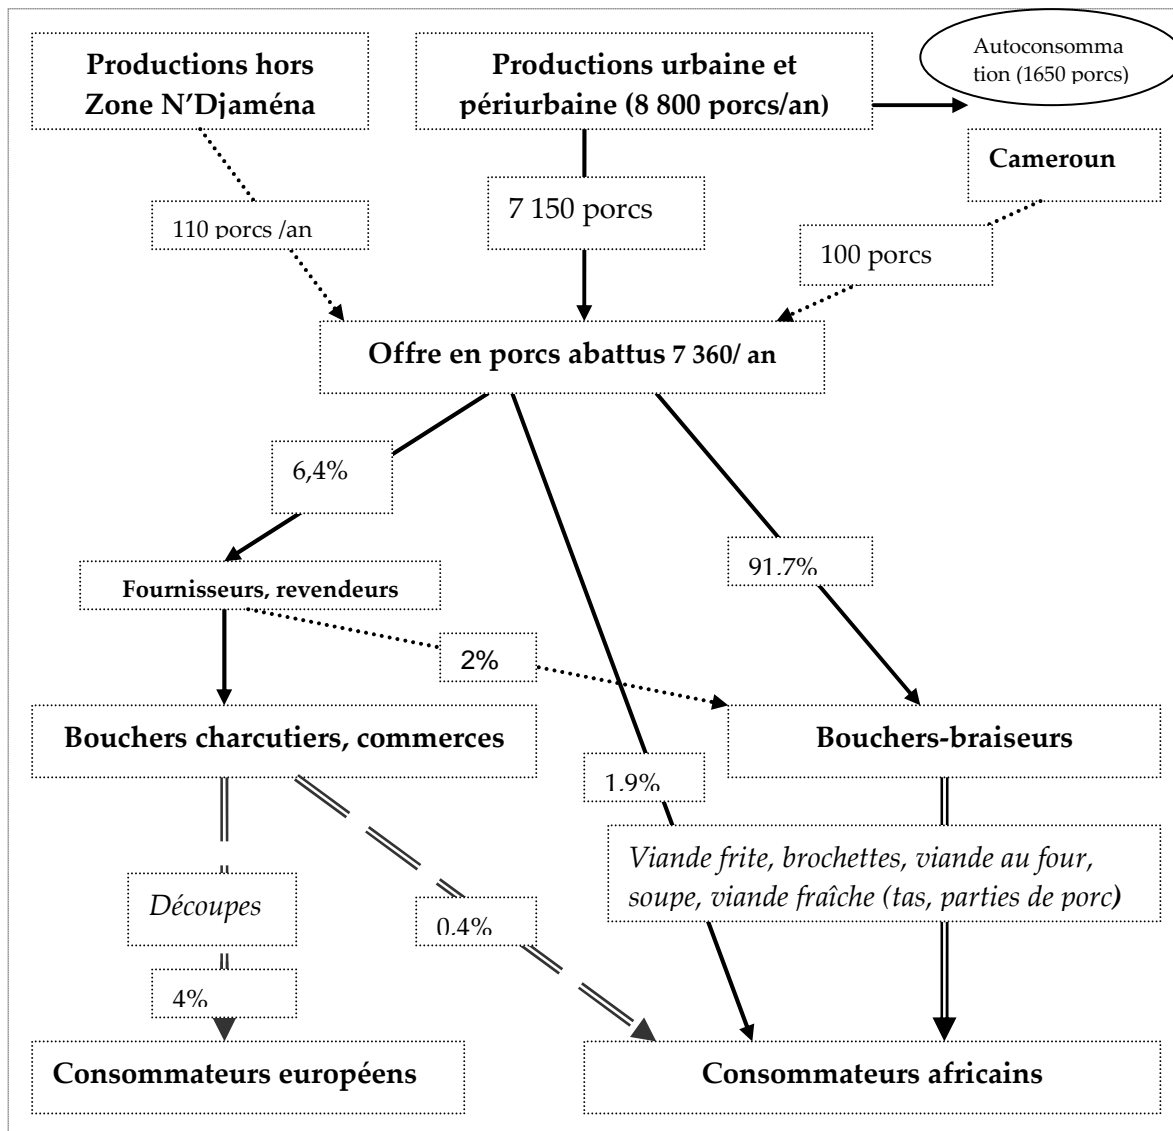 Productions hors
Zone N'Djaména
Productions urbaine et
périurbaine (8 800 porcs/an)
Autoconsomma
tion (1650 porcs)
Cameroun
110 porcs /an
7 150 porcs
100 porcs
Offre en porcs abattus 7 360/ an
6,4%
91,7%
Fournisseurs, revendeurs
2%
Bouchers charcutiers, commerces
Bouchers-braiseurs
1,9%
Viande frite, brochettes, viande au four,
soupe, viande fraîche (tas, parties de porc)
Découpes
0,4%
4%
Consommateurs européens
Consommateurs africains